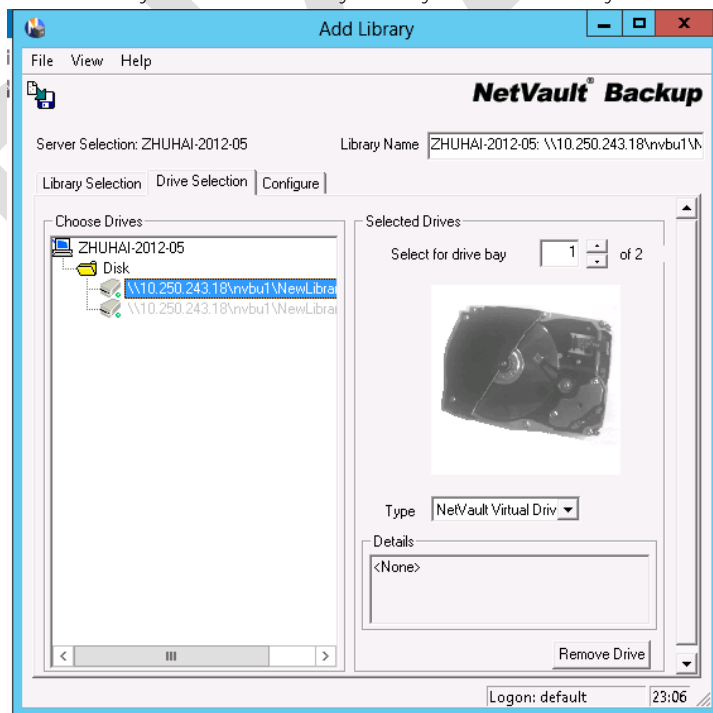 Add Library
File View Help
NetVault® Backup
Server Selection: ZHUHAI-2012-05
Library Name ZHUHAI-2012-05: \\10.250.243.18\nvbu1\N
Library Selection Drive Selection Configure
Choose Drives
ZHUHAI-2012-05
Disk
\\10.250.243.18\nvbu1\NewLibrar
\\10.250.243.18\nvbu1\NewLibrar
Selected Drives
Select for drive bay 1 of 2
Type NetVault Virtual Driv
Details
<None>
Remove Drive
Logon: default 23:06